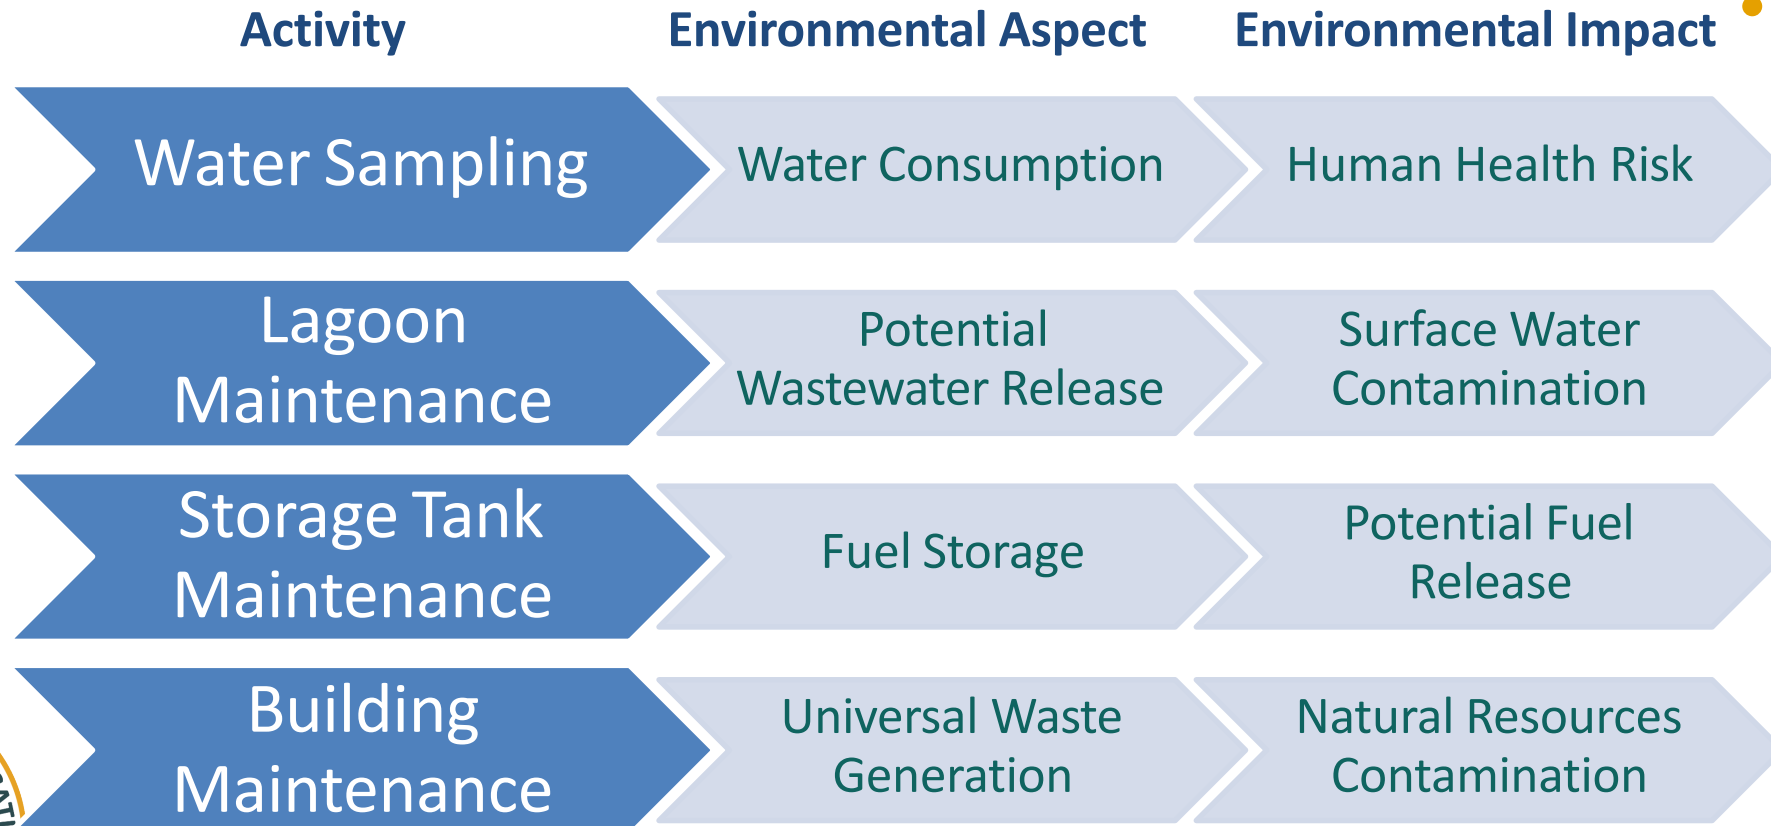 Activity
Environmental Aspect
Environmental Impact
Water Sampling
Water Consumption
Human Health Risk
Lagoon
Maintenance
Potential
Wastewater Release
Surface Water
Contamination
Storage Tank
Maintenance
Fuel Storage
Potential Fuel
Release
Building
Maintenance
Universal Waste
Generation
Natural Resources
Contamination